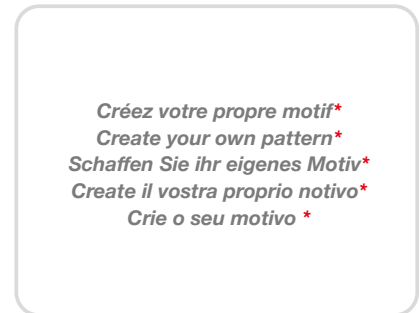 Créez votre propre motif*
Create your own pattern*
Schaffen Sie ihr eigenes Motiv*
Create il vostra proprio notivo*
Crie o seu motivo *